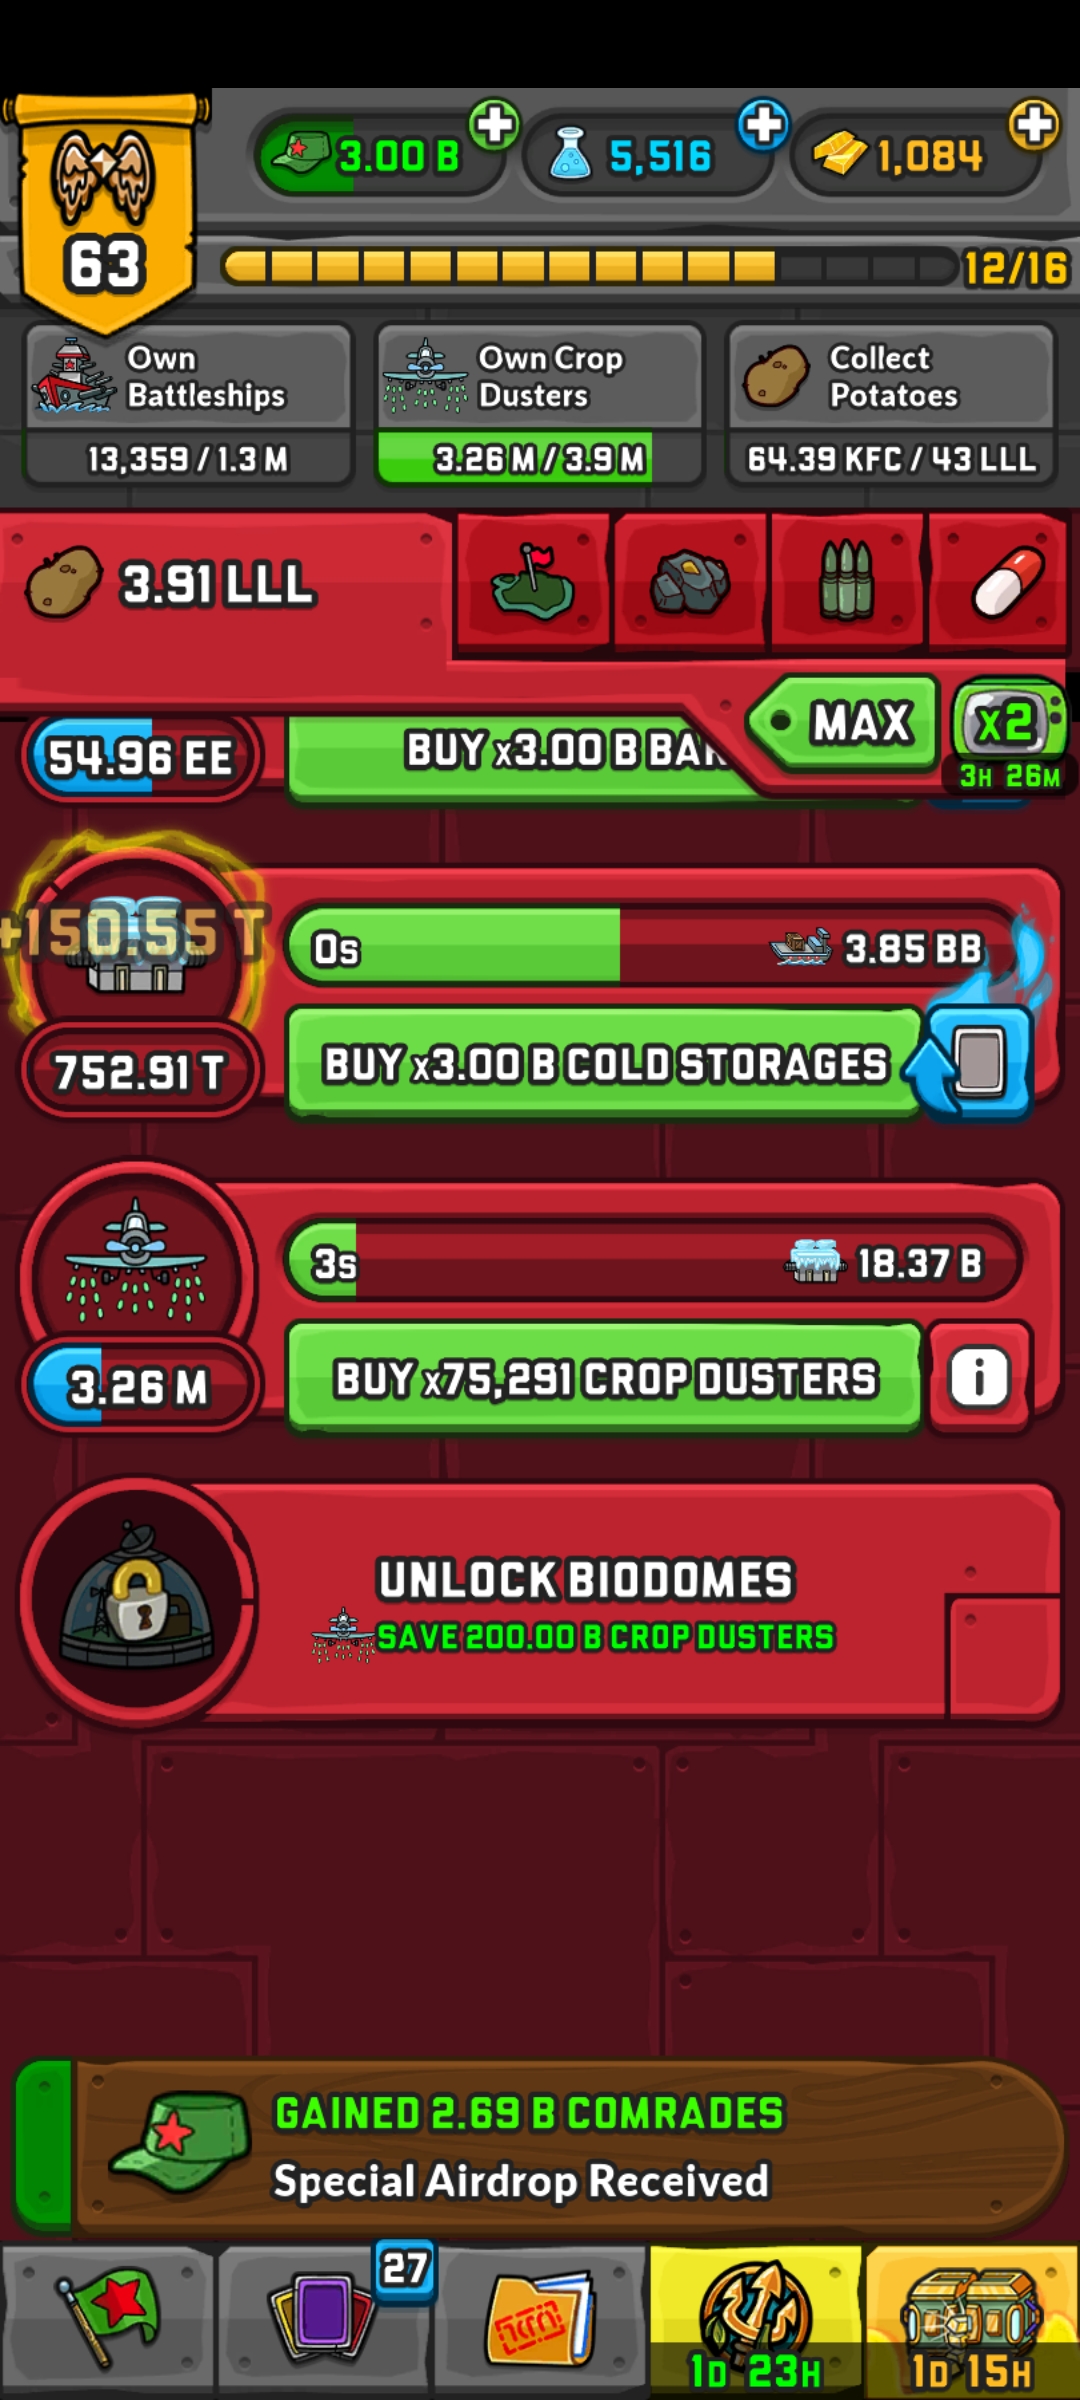 3.00 B
5,516
1,084
63
12/16
Own
Battleships
13,359 / 1.3 M
Own Crop
Dusters
3.26 M / 3.9 M
Collect
Potatoes
64.39 KFC / 43 LLL
3.91 LLL
MAX
x2
3H 26M
54.96 EE
BUY x3.00 B
+150.55 T
0s
3.85 BB
752.91 T
BUY x3.00 B COLD STORAGES
3s
18.37 B
3.26 M
BUY x75,291 CROP DUSTERS
i
UNLOCK BIODOMES
SAVE 200.00 B CROP DUSTERS
GAINED 2.69 B COMRADES
Special Airdrop Received
27
1D 23H
1D 15H